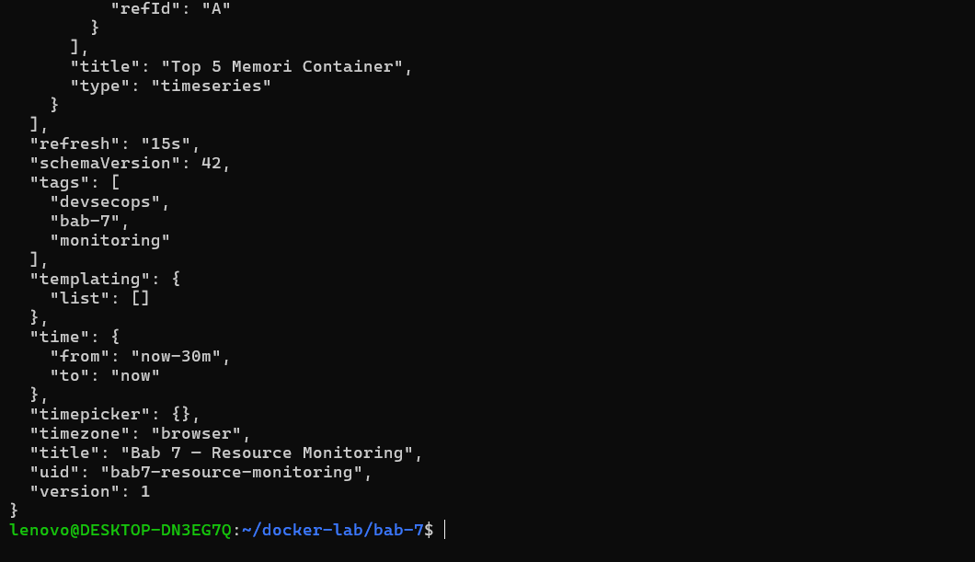 "refId": "A"
}
],
"title": "Top 5 Memori Container",
"type": "timeseries"
}
],
"refresh": "15s",
"schemaVersion": 42,
"tags": [
"devsecops",
"bab-7",
"monitoring"
],
"templating": {
"list": []
},
"time": {
"from": "now-30m",
"to": "now"
},
"timepicker": {},
"timezone": "browser",
"title": "Bab 7 — Resource Monitoring",
"uid": "bab7-resource-monitoring",
"version": 1
}
lenovo@DESKTOP-DN3EG7Q:~/docker-lab/bab-7$